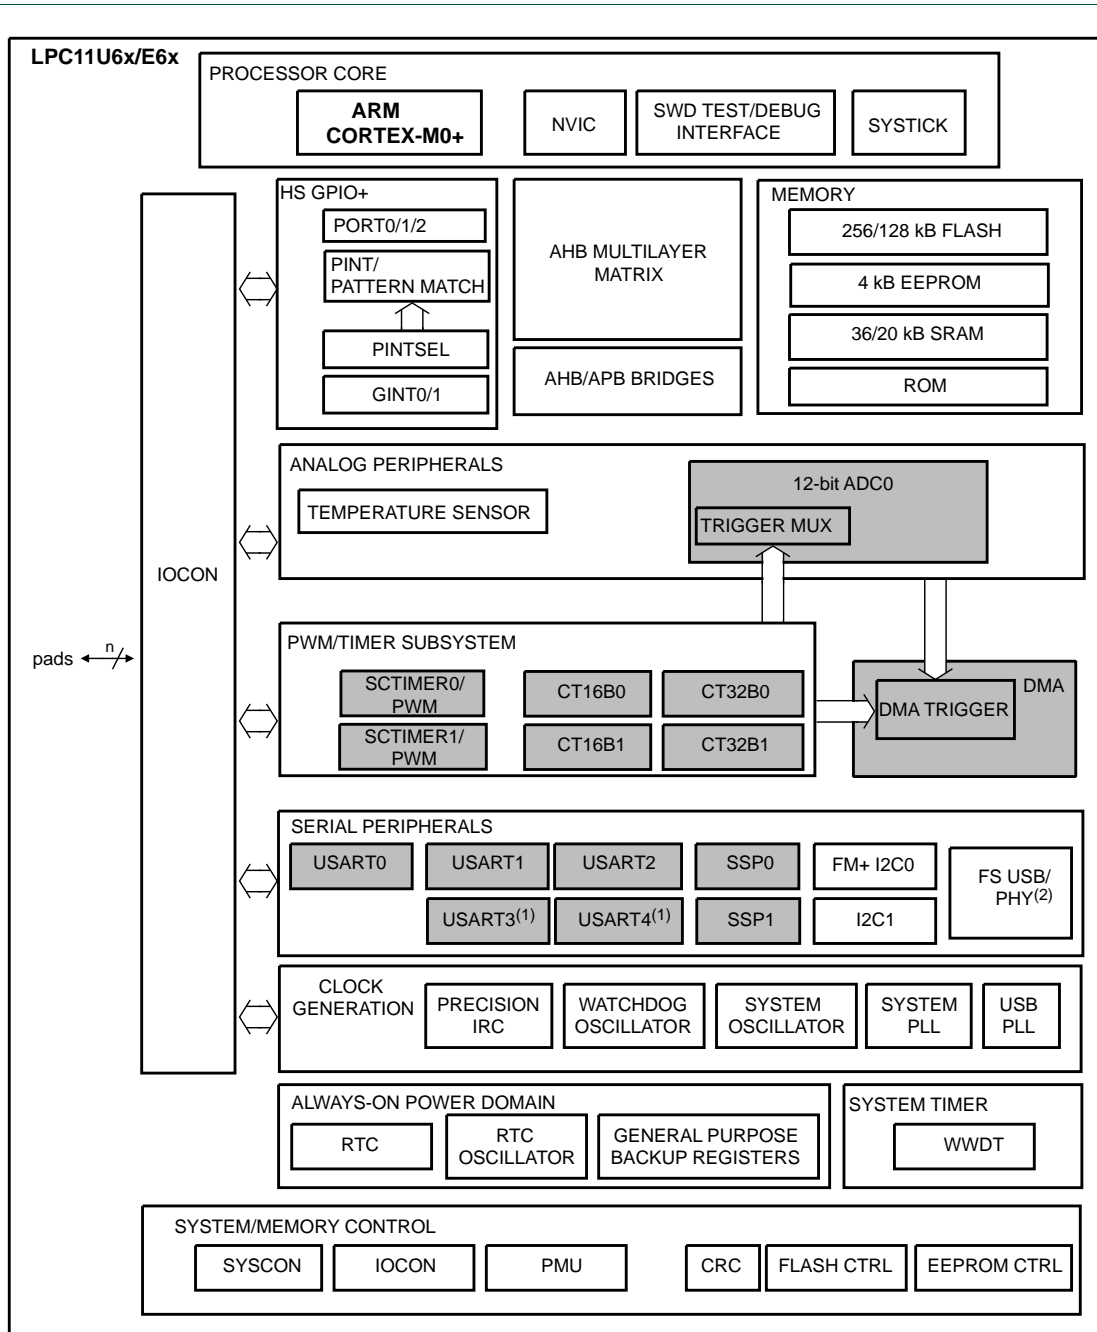 LPC11U6x/E6x
PROCESSOR CORE
ARM
CORTEX-M0+
NVIC
SWD TEST/DEBUG
INTERFACE
SYSTICK
HS GPIO+
PORT0/1/2
PINT/
PATTERN MATCH
PINTSEL
GINT0/1
AHB MULTILAYER
MATRIX
AHB/APB BRIDGES
MEMORY
256/128 kB FLASH
4 kB EEPROM
36/20 kB SRAM
ROM
IOCON
pads
n
ANALOG PERIPHERALS
TEMPERATURE SENSOR
12-bit ADC0
TRIGGER MUX
PWM/TIMER SUBSYSTEM
SCTIMER0/
PWM
CT16B0
CT32B0
SCTIMER1/
PWM
CT16B1
CT32B1
DMA
DMA TRIGGER
SERIAL PERIPHERALS
USART0
USART1
USART2
SSP0
FM+ I2C0
FS USB/
PHY(2)
USART3(1)
USART4(1)
SSP1
I2C1
CLOCK
GENERATION
PRECISION
IRC
WATCHDOG
OSCILLATOR
SYSTEM
OSCILLATOR
SYSTEM
PLL
USB
PLL
ALWAYS-ON POWER DOMAIN
RTC
RTC
OSCILLATOR
GENERAL PURPOSE
BACKUP REGISTERS
SYSTEM TIMER
WWDT
SYSTEM/MEMORY CONTROL
SYSCON
IOCON
PMU
CRC
FLASH CTRL
EEPROM CTRL